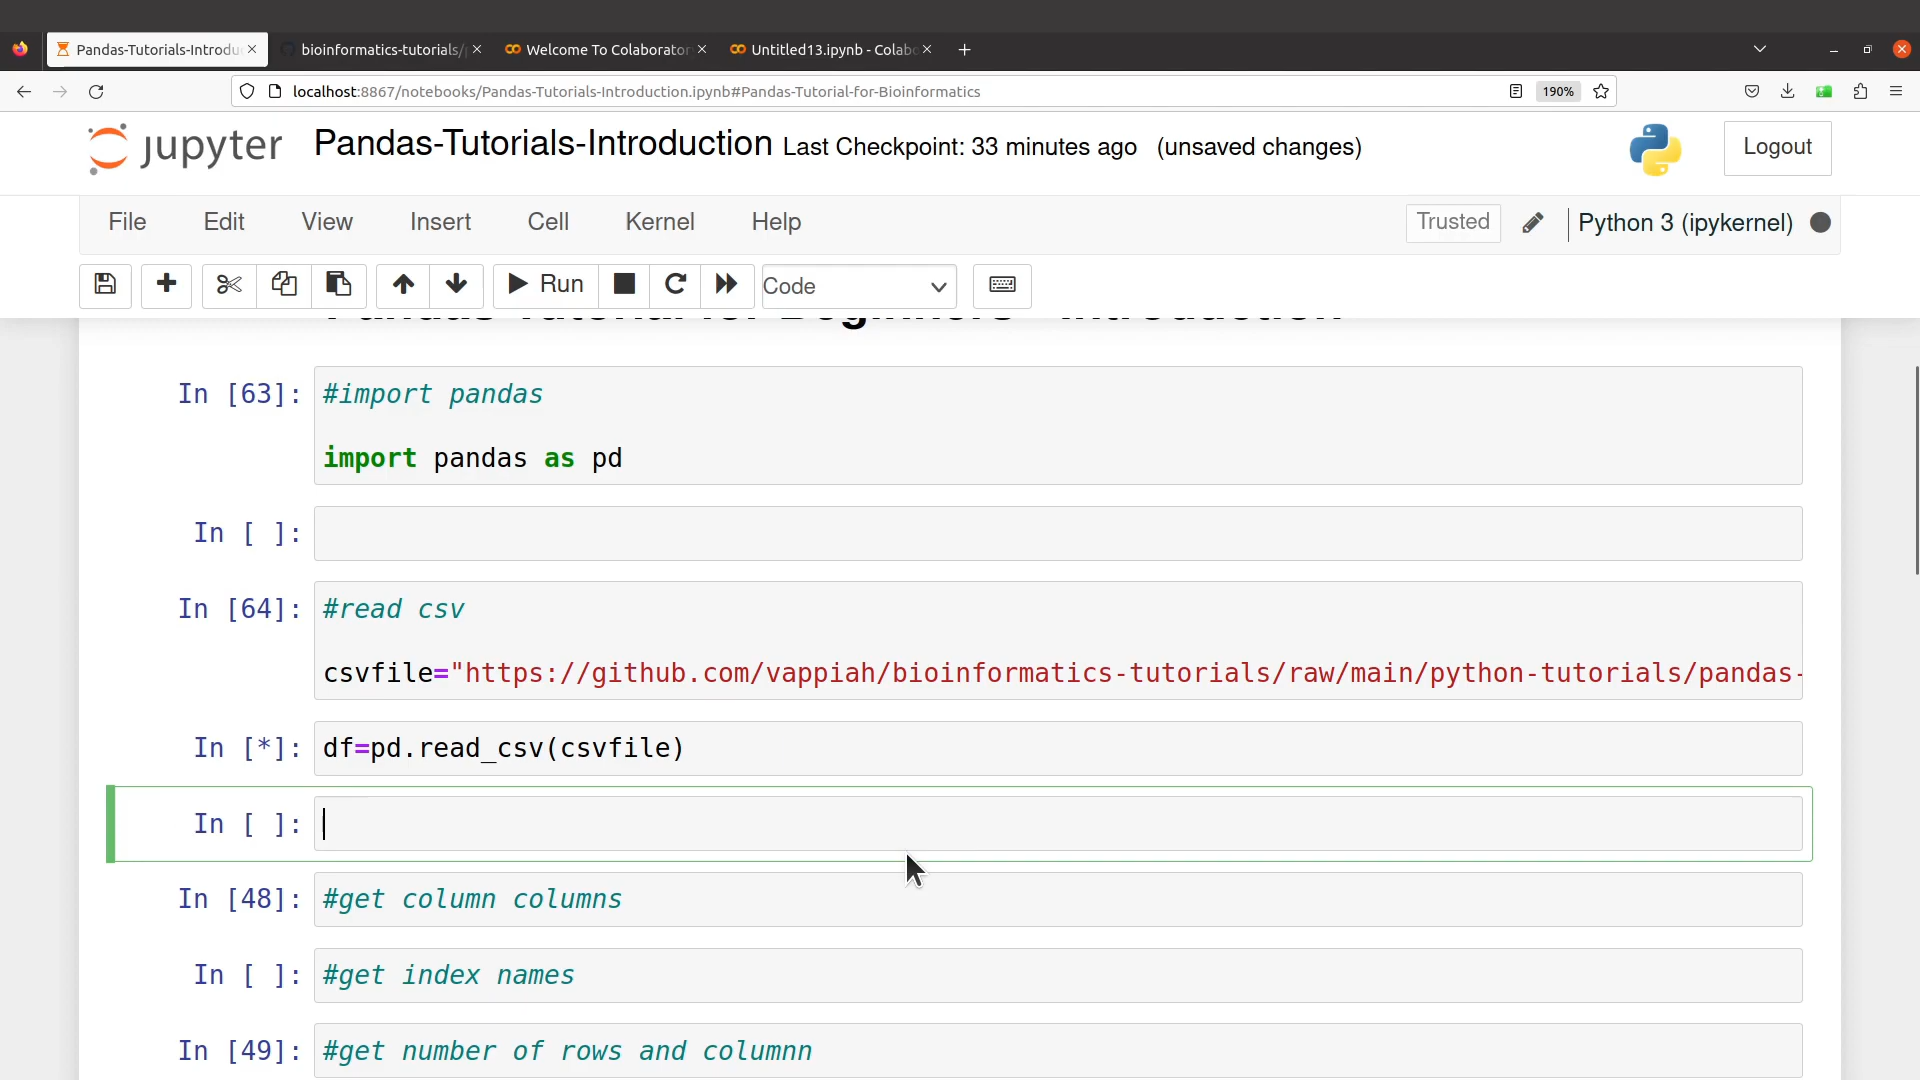 Pandas-Tutorials-Introdu
bioinformatics-tutorials/
Welcome To Colaborator
Untitled13.ipynb - Colab
localhost:8867/notebooks/Pandas-Tutorials-Introduction.ipynb#Pandas-Tutorial-for-Bioinformatics
190%
jupyter
Pandas-Tutorials-Introduction Last Checkpoint: 33 minutes ago (unsaved changes)
Logout
File Edit View Insert Cell Kernel Help
Trusted
Python 3 (ipykernel)
Run
Code
Pandas Tutorial for Beginners - Introduction
In [63]: #import pandas
import pandas as pd
In [ ]:
In [64]: #read csv
csvfile="https://github.com/vappiah/bioinformatics-tutorials/raw/main/python-tutorials/pandas-
In [*]: df=pd.read_csv(csvfile)
In [ ]:
In [48]: #get column columns
In [ ]: #get index names
In [49]: #get number of rows and columnn